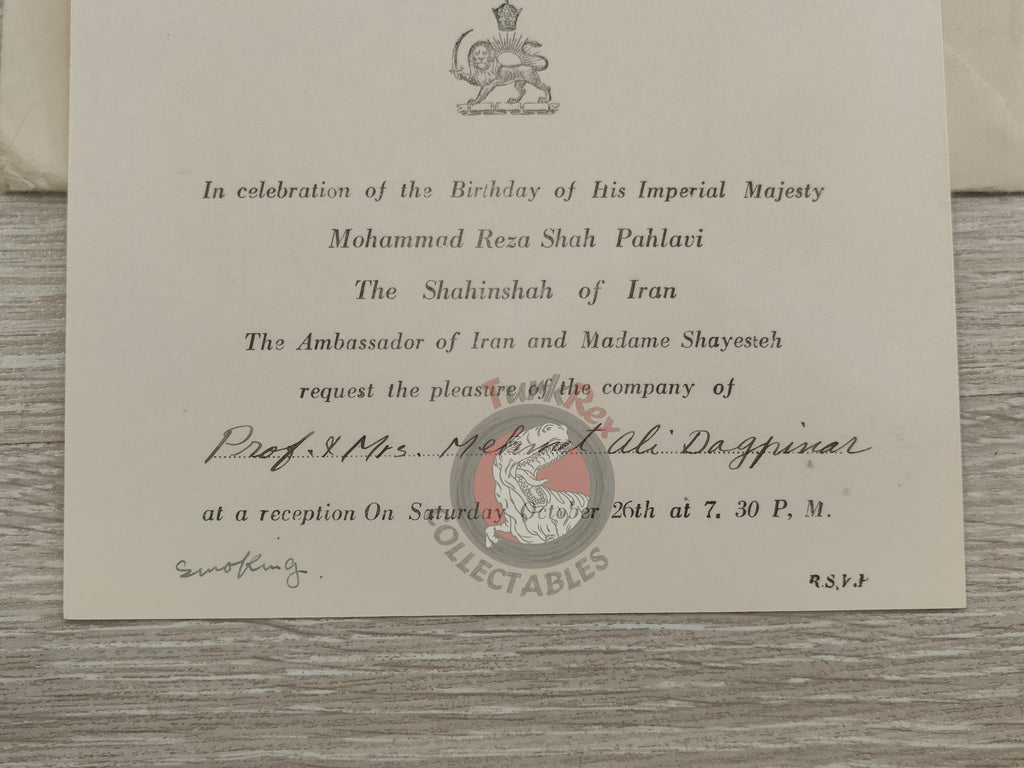 In celebration of the Birthday of His Imperial Majesty
Mohammad Reza Shah Pahlavi
The Shahinshah of Iran
The Ambassador of Iran and Madame Shayesteh
request the pleasure of the company of
Prof. & Mrs. Mehmet Ali Dagpinar
at a reception On Saturday October 26th at 7. 30 P, M.
smoking.
R.S.V.P
TurkRex
COLLECTABLES